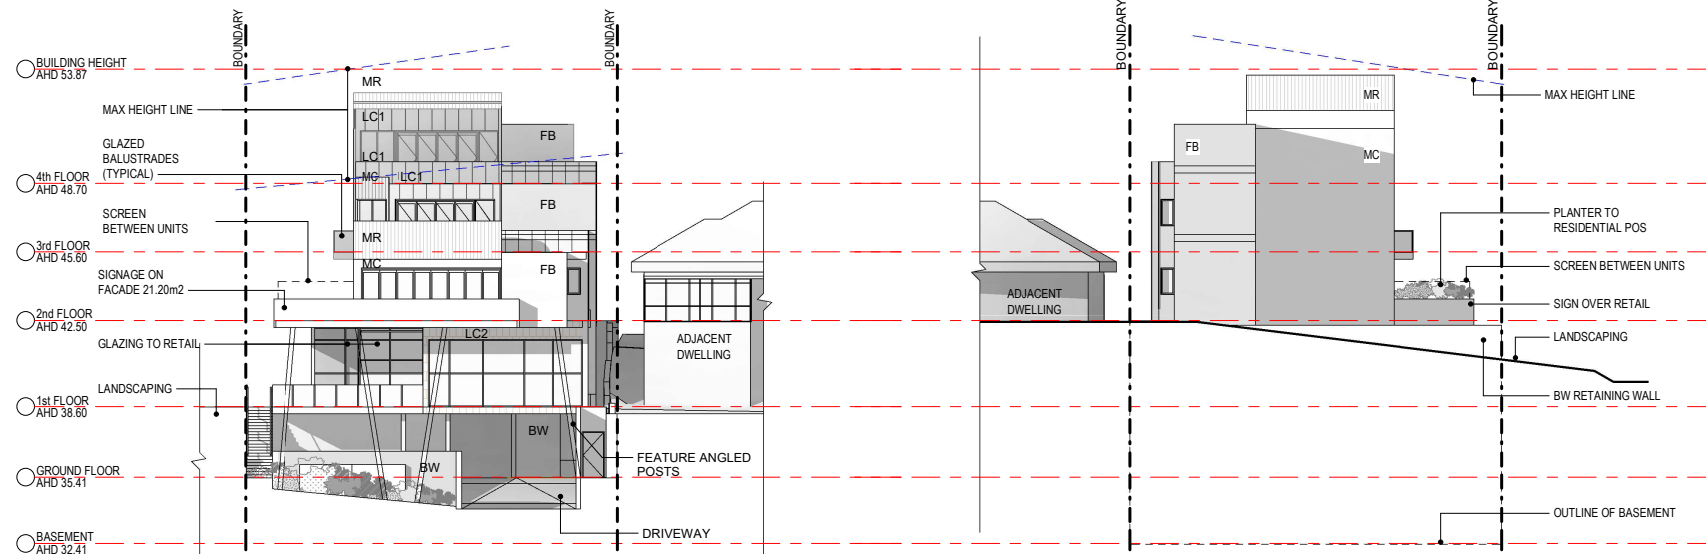 BOUNDARY
BOUNDARY
BOUNDARY
BOUNDARY
BUILDING HEIGHT
AHD 53.87
MAX HEIGHT LINE
GLAZED
BALUSTRADES
(TYPICAL)
4th FLOOR
AHD 48.70
SCREEN
BETWEEN UNITS
3rd FLOOR
AHD 45.60
SIGNAGE ON
FACADE 21.20m2
2nd FLOOR
AHD 42.50
GLAZING TO RETAIL
LANDSCAPING
1st FLOOR
AHD 38.60
GROUND FLOOR
AHD 35.41
BASEMENT
AHD 32.41
MR
LC1
FB
LC1
MC
LC1
FB
MR
MC
FB
LC2
BW
BW
ADJACENT
DWELLING
FEATURE ANGLED
POSTS
DRIVEWAY
ADJACENT
DWELLING
MR
FB
MC
MAX HEIGHT LINE
PLANTER TO
RESIDENTIAL POS
SCREEN BETWEEN UNITS
SIGN OVER RETAIL
LANDSCAPING
BW RETAINING WALL
OUTLINE OF BASEMENT